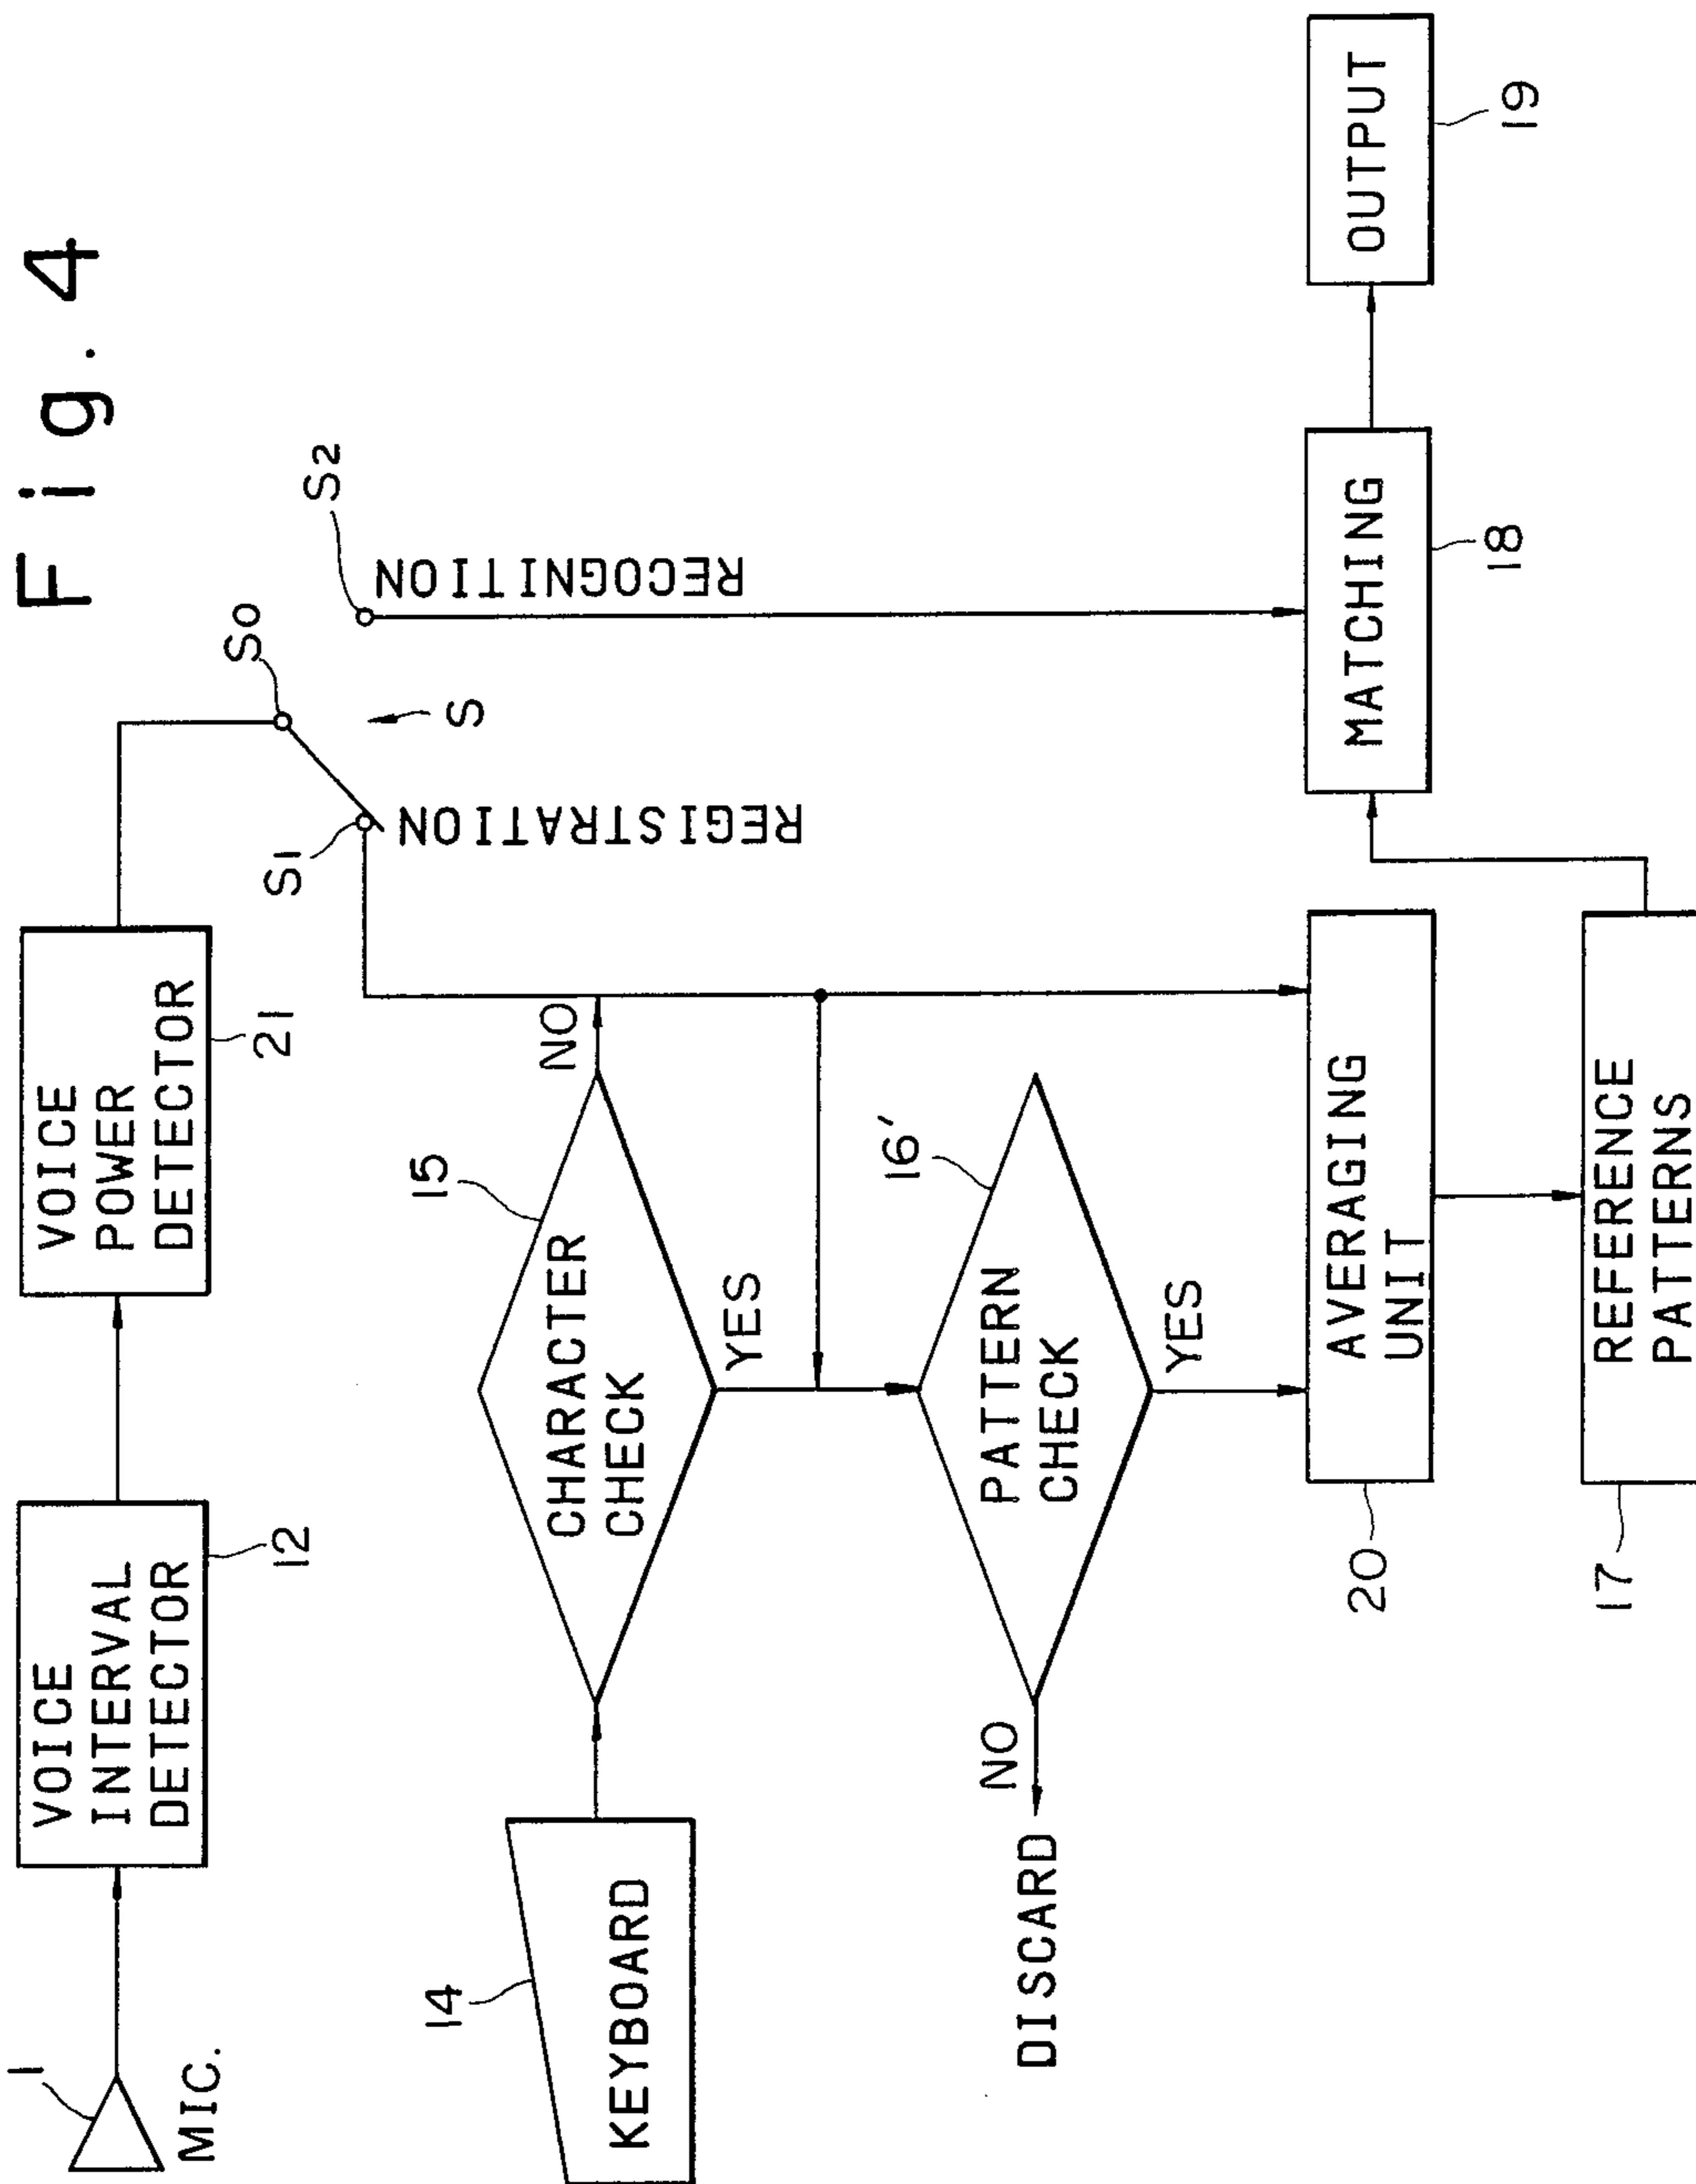 Fig. 4
1
MIC.
VOICE
INTERVAL
DETECTOR
12
VOICE
POWER
DETECTOR
21
S0
S1
S2
S
REGISTRATION
RECOGNITION
14
KEYBOARD
15
CHARACTER
CHECK
NO
YES
16'
PATTERN
CHECK
NO
DISCARD
YES
AVERAGING
UNIT
20
REFERENCE
PATTERNS
17
MATCHING
18
OUTPUT
19